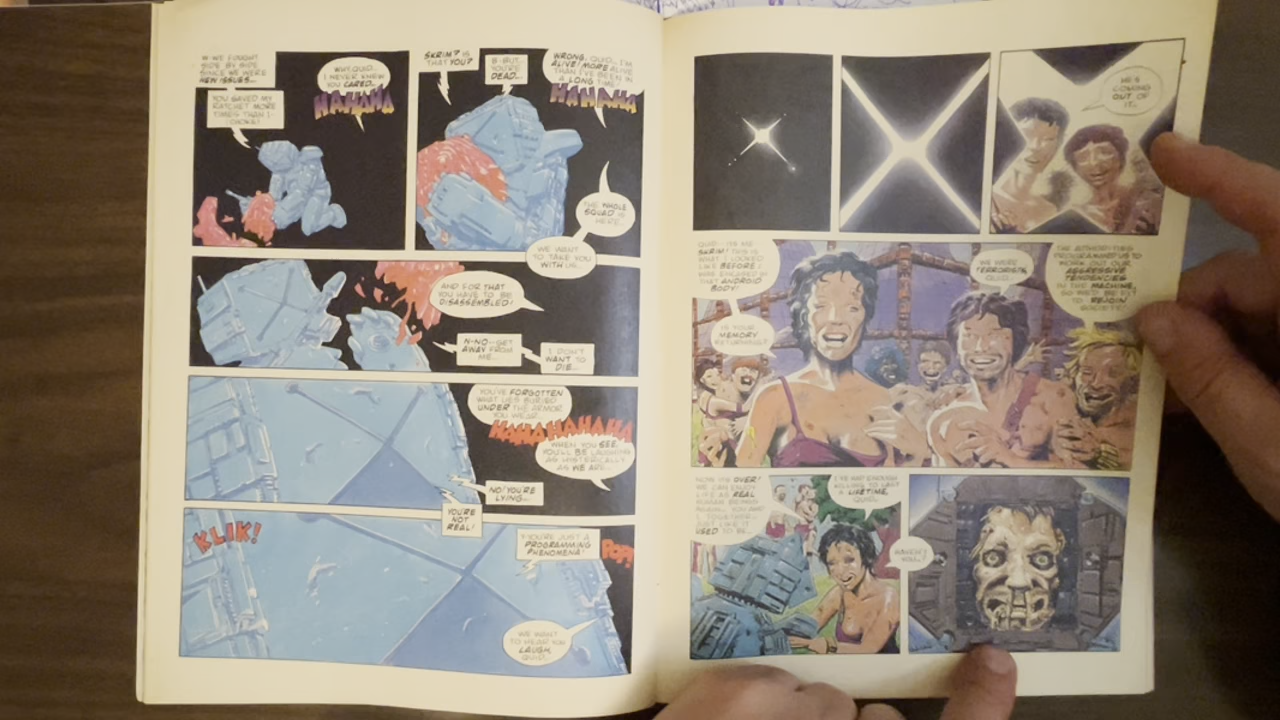 W-WE FOUGHT
SIDE BY SIDE
SINCE WE WERE
NEW ISSUES...
YOU SAVED MY
RATCHET MORE
TIMES THAN I--
(CHOKE)
WHY, QUID...
I NEVER KNEW
YOU CARED...
HAHAHA
SKRIM? IS
THAT YOU?
B-BUT...
YOU'RE
DEAD...
WRONG, QUID... I'M
ALIVE! MORE ALIVE
THAN I'VE BEEN IN
A LONG TIME.
HAHAHA
THE WHOLE
SQUAD IS
HERE.
WE WANT
TO TAKE YOU
WITH US...
AND FOR THAT
YOU HAVE TO BE
DISASSEMBLED!
N-NO--GET
AWAY FROM
ME...
I DON'T
WANT TO
DIE...
YOU'VE FORGOTTEN
WHAT LIES BURIED
UNDER THE ARMOR
YOU WEAR...
HAHAHAHAHA
WHEN YOU SEE,
YOU'LL BE LAUGHING
AS HYSTERICALLY
AS WE ARE...
NO! YOU'RE
LYING...
YOU'RE
NOT
REAL!
KLIK!
Y-YOU'RE JUST A
PROGRAMMING
PHENOMENA!
POP!
WE WANT
TO HEAR YOU
LAUGH,
QUID...
HE'S
COMING
OUT OF
IT.
QUID-- IT'S ME
SKRIM! THIS IS
WHAT I LOOKED
LIKE BEFORE I
WAS ENCASED IN
THAT ANDROID
BODY!
IS YOUR
MEMORY
RETURNING?
WE WERE
TERRORISTS,
QUID...
THE AUTHORITIES
PROGRAMMED US TO
WORK OUT OUR
AGGRESSIVE
TENDENCIES
IN THE MACHINE,
SO WE'D BE FIT
TO REJOIN
SOCIETY!
NOW IT'S OVER!
WE CAN ENJOY
LIFE AS REAL
HUMAN BEINGS
AGAIN... YOU AND
I, TOGETHER...
JUST LIKE IT
USED TO BE...
I'VE HAD ENOUGH
KILLING TO LAST
A LIFETIME,
QUID.
HAVEN'T
YOU...